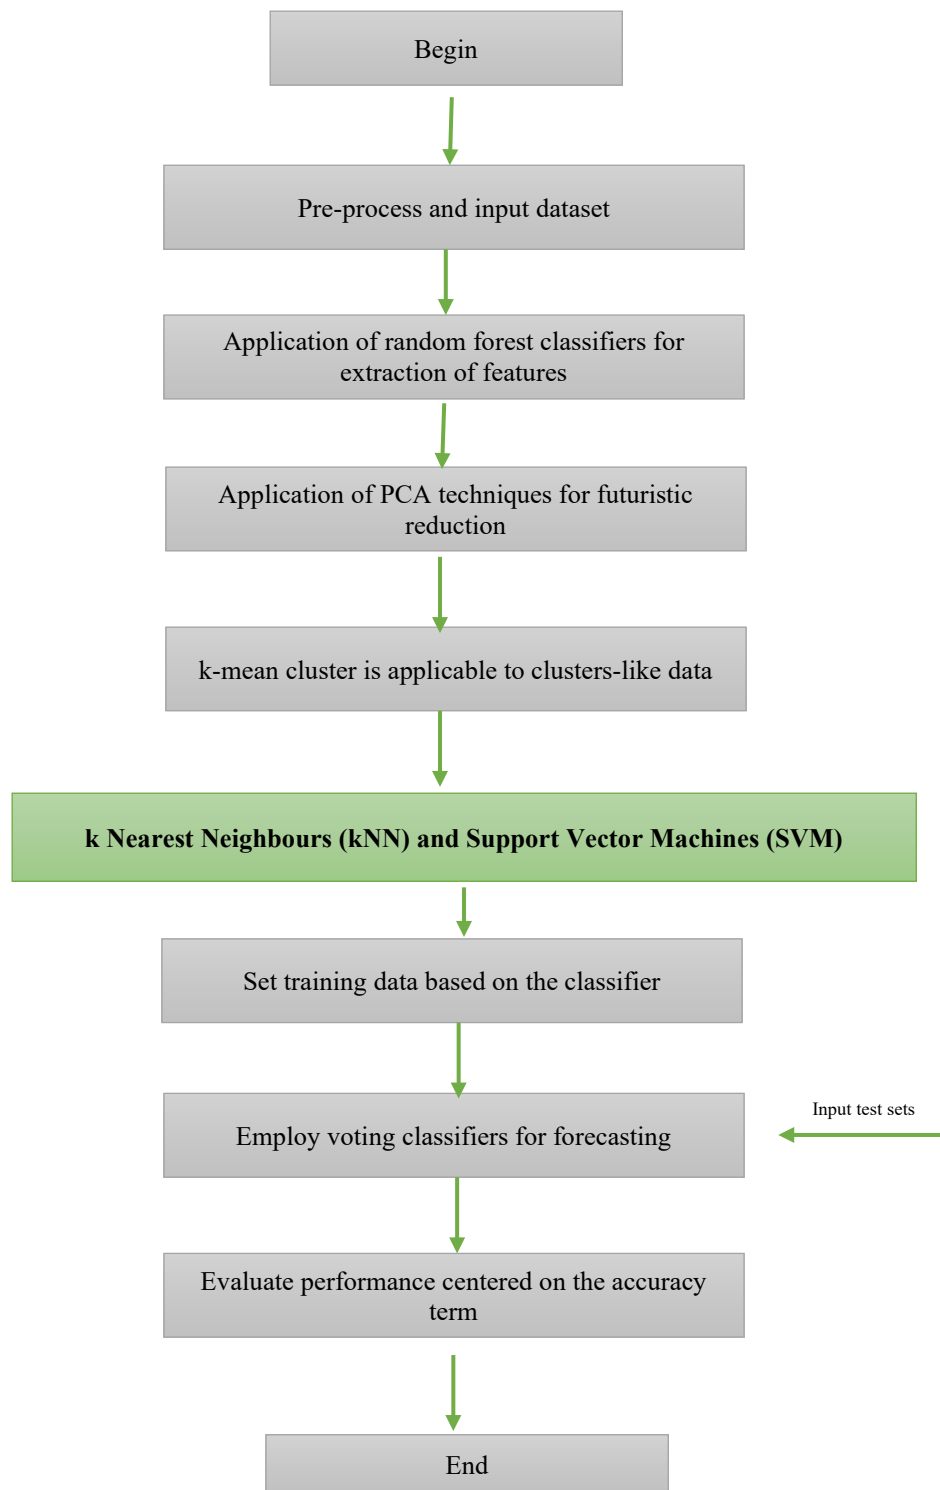 Begin
Pre-process and input dataset
Application of random forest classifiers for
extraction of features
Application of PCA techniques for futuristic
reduction
k-mean cluster is applicable to clusters-like data
k Nearest Neighbours (kNN) and Support Vector Machines (SVM)
Set training data based on the classifier
Input test sets
Employ voting classifiers for forecasting
Evaluate performance centered on the accuracy
term
End